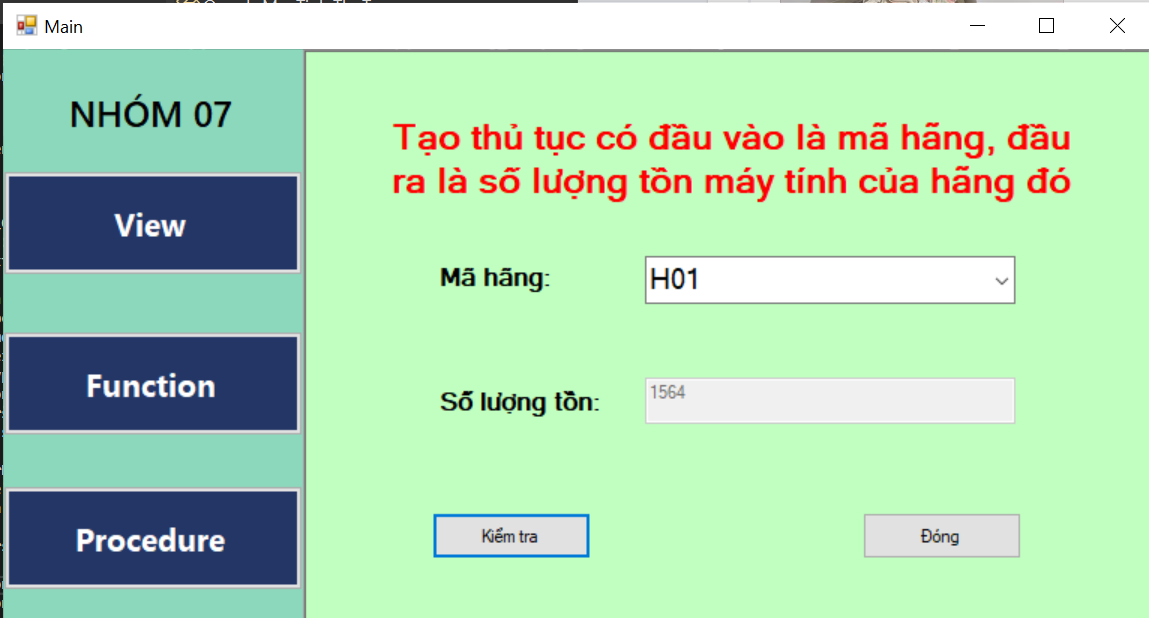 Main
NHÓM 07
View
Function
Procedure
Tạo thủ tục có đầu vào là mã hãng, đầu
ra là số lượng tồn máy tính của hãng đó
Mã hãng:
H01
Số lượng tồn:
1564
Kiểm tra
Đóng